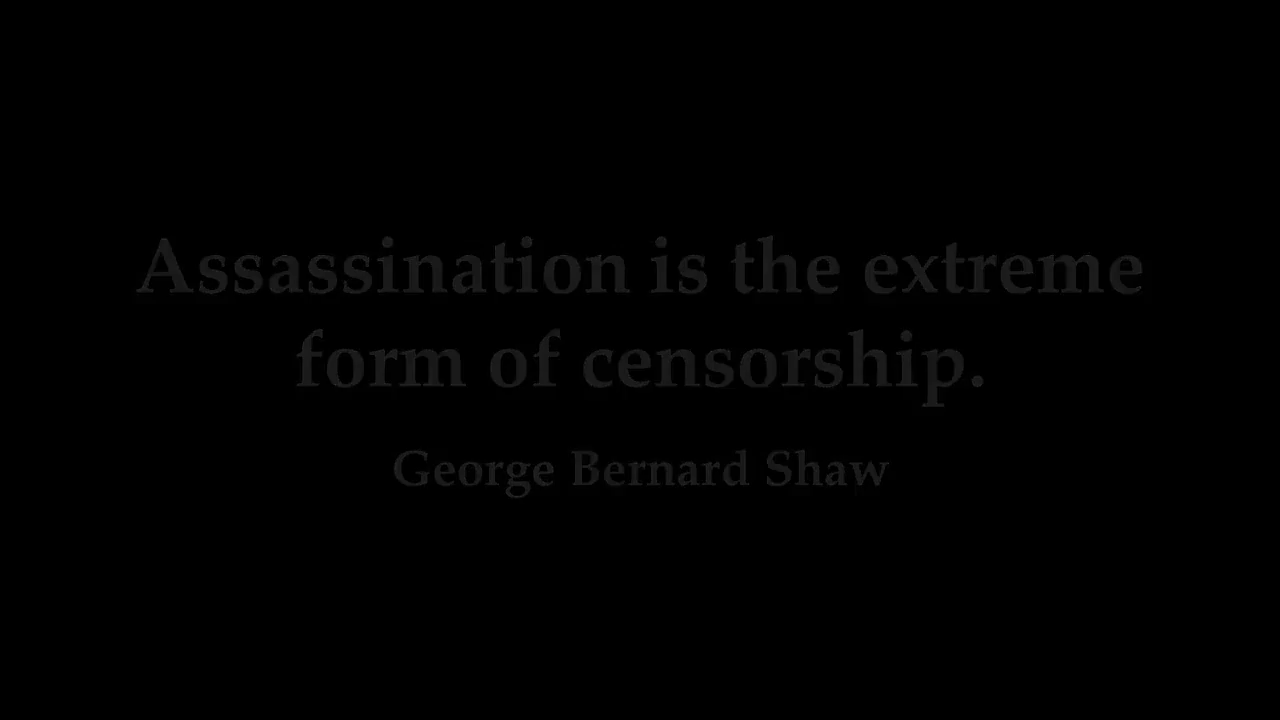 Assassination is the extreme
form of censorship.
George Bernard Shaw